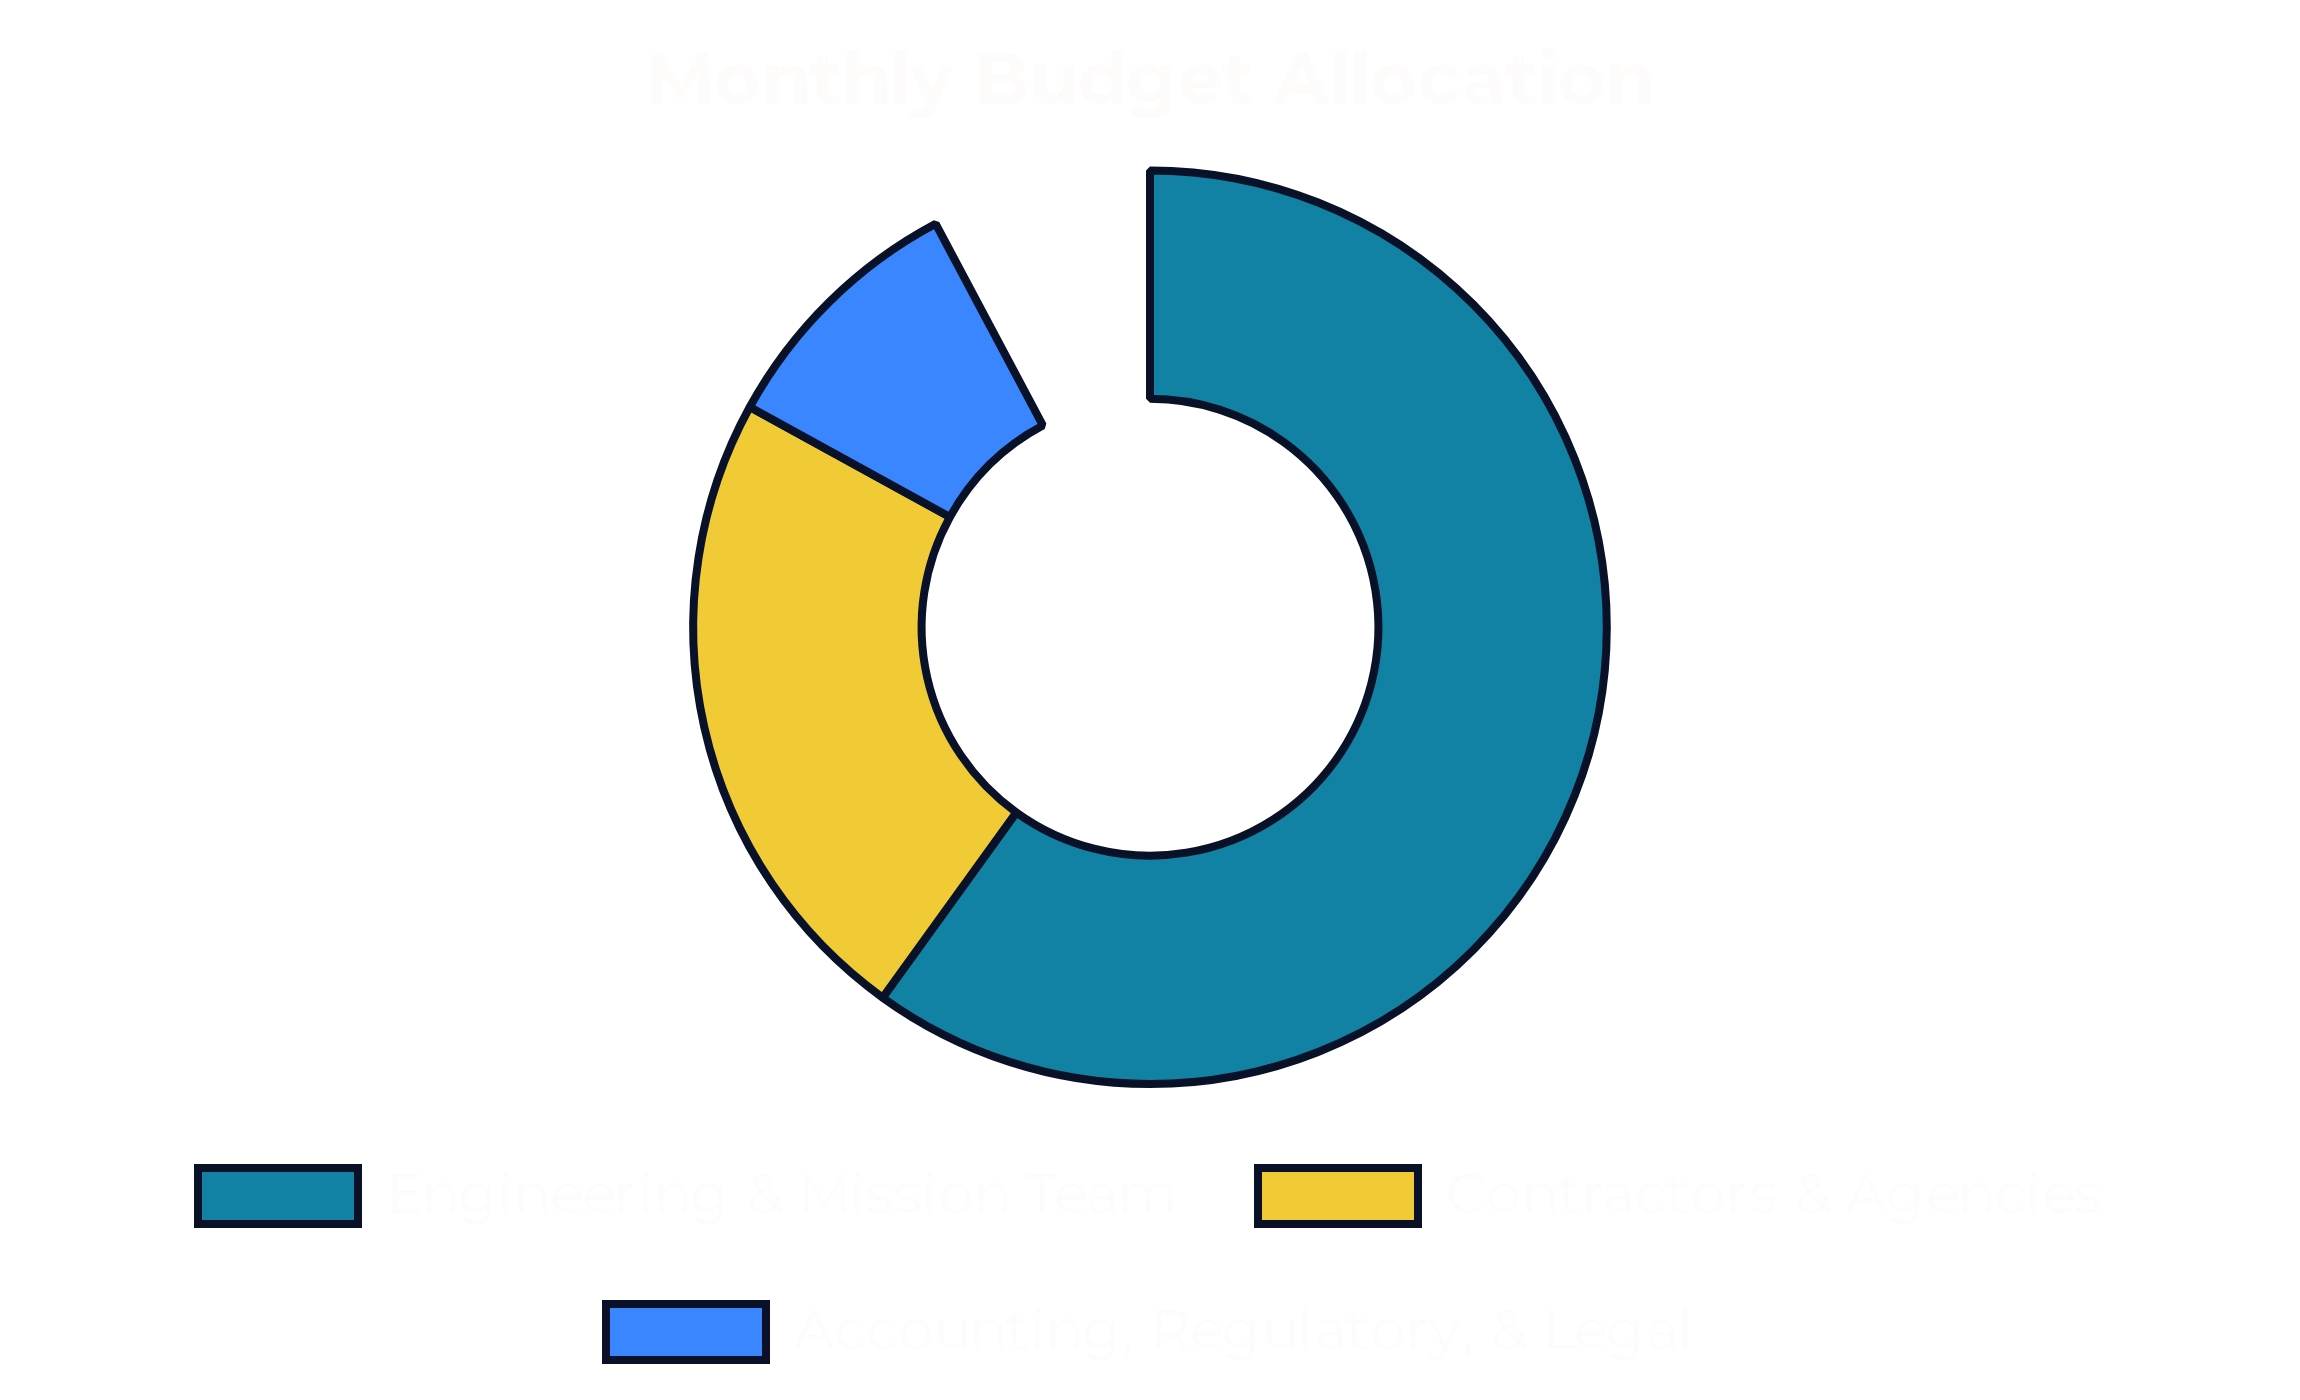 Monthly Budget Allocation
Engineering & Mission Team
Contractors & Agencies
Accounting, Regulatory, & Legal